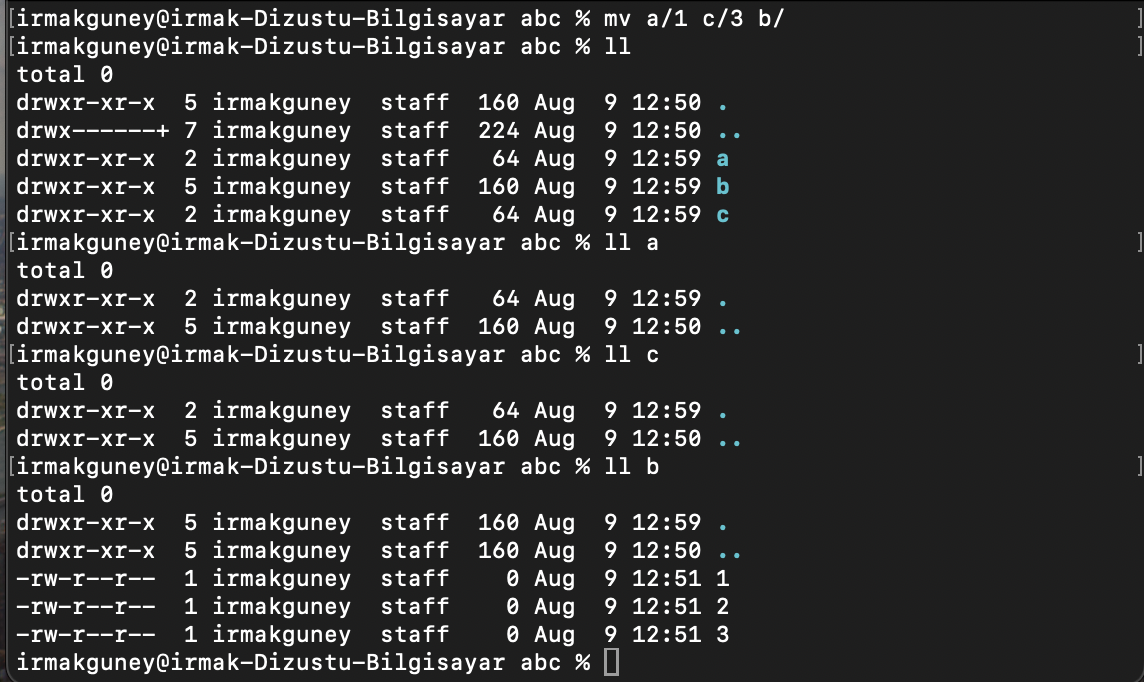 [irmakguney@irmak-Dizustu-Bilgisayar abc % mv a/1 c/3 b/ ]
[irmakguney@irmak-Dizustu-Bilgisayar abc % ll ]
total 0
drwxr-xr-x  5 irmakguney  staff  160 Aug  9 12:50 .
drwx------+ 7 irmakguney  staff  224 Aug  9 12:50 ..
drwxr-xr-x  2 irmakguney  staff   64 Aug  9 12:59 a
drwxr-xr-x  5 irmakguney  staff  160 Aug  9 12:59 b
drwxr-xr-x  2 irmakguney  staff   64 Aug  9 12:59 c
[irmakguney@irmak-Dizustu-Bilgisayar abc % ll a ]
total 0
drwxr-xr-x  2 irmakguney  staff   64 Aug  9 12:59 .
drwxr-xr-x  5 irmakguney  staff  160 Aug  9 12:50 ..
[irmakguney@irmak-Dizustu-Bilgisayar abc % ll c ]
total 0
drwxr-xr-x  2 irmakguney  staff   64 Aug  9 12:59 .
drwxr-xr-x  5 irmakguney  staff  160 Aug  9 12:50 ..
[irmakguney@irmak-Dizustu-Bilgisayar abc % ll b ]
total 0
drwxr-xr-x  5 irmakguney  staff  160 Aug  9 12:59 .
drwxr-xr-x  5 irmakguney  staff  160 Aug  9 12:50 ..
-rw-r--r--  1 irmakguney  staff    0 Aug  9 12:51 1
-rw-r--r--  1 irmakguney  staff    0 Aug  9 12:51 2
-rw-r--r--  1 irmakguney  staff    0 Aug  9 12:51 3
irmakguney@irmak-Dizustu-Bilgisayar abc %